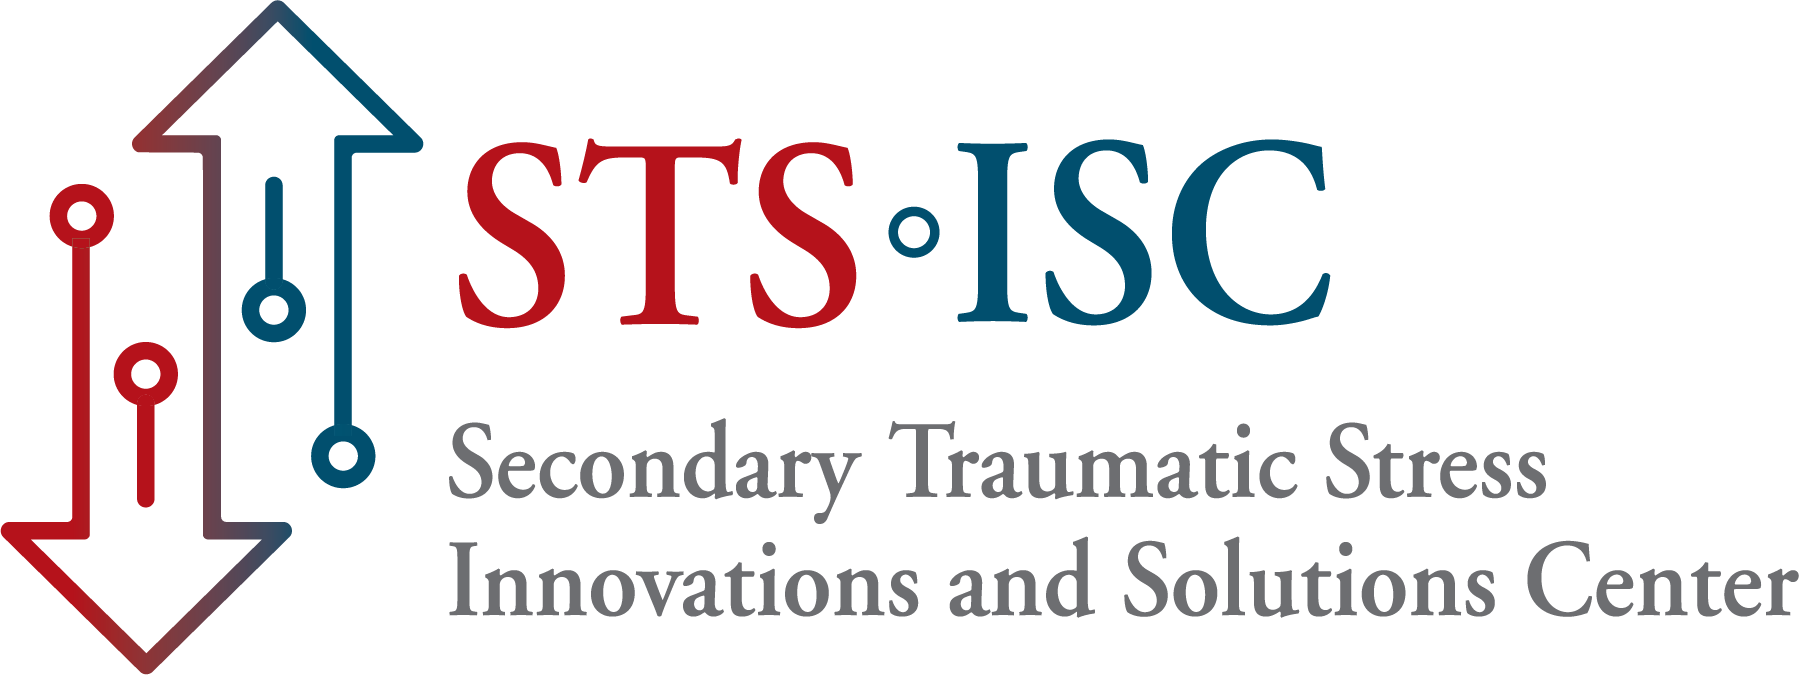 STS∘ISC
Secondary Traumatic Stress
Innovations and Solutions Center